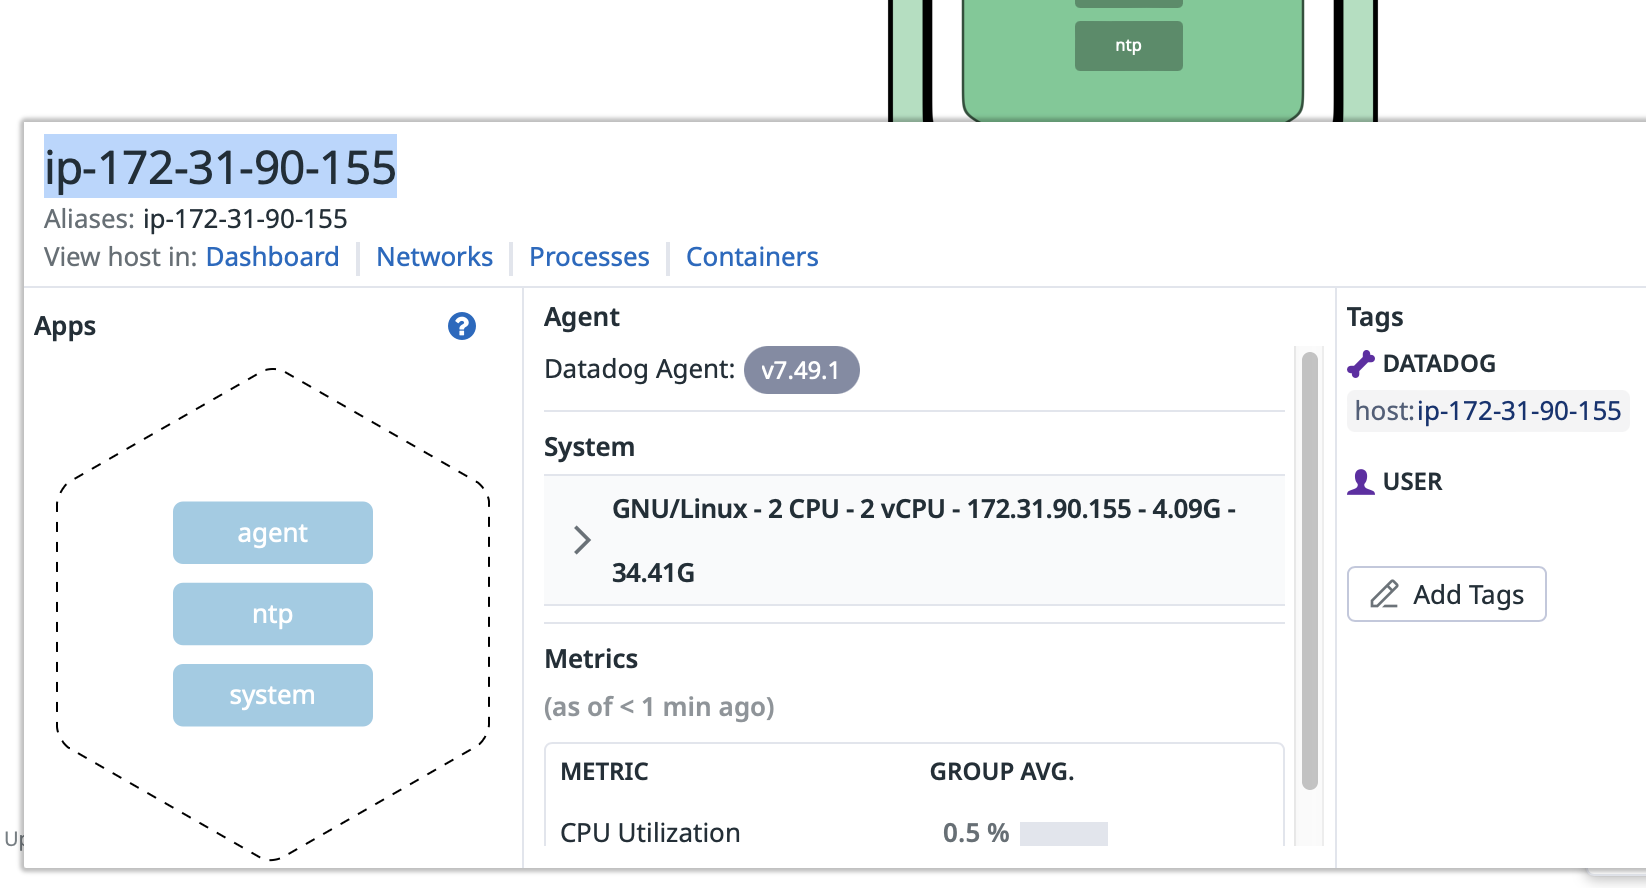 ntp
ip-172-31-90-155
Aliases: ip-172-31-90-155
View host in: Dashboard | Networks | Processes | Containers
Apps
?
agent
ntp
system
Agent
Datadog Agent: v7.49.1
System
GNU/Linux - 2 CPU - 2 vCPU - 172.31.90.155 - 4.09G -
34.41G
Metrics
(as of < 1 min ago)
METRIC GROUP AVG.
CPU Utilization 0.5 %
Tags
DATADOG
host:ip-172-31-90-155
USER
Add Tags